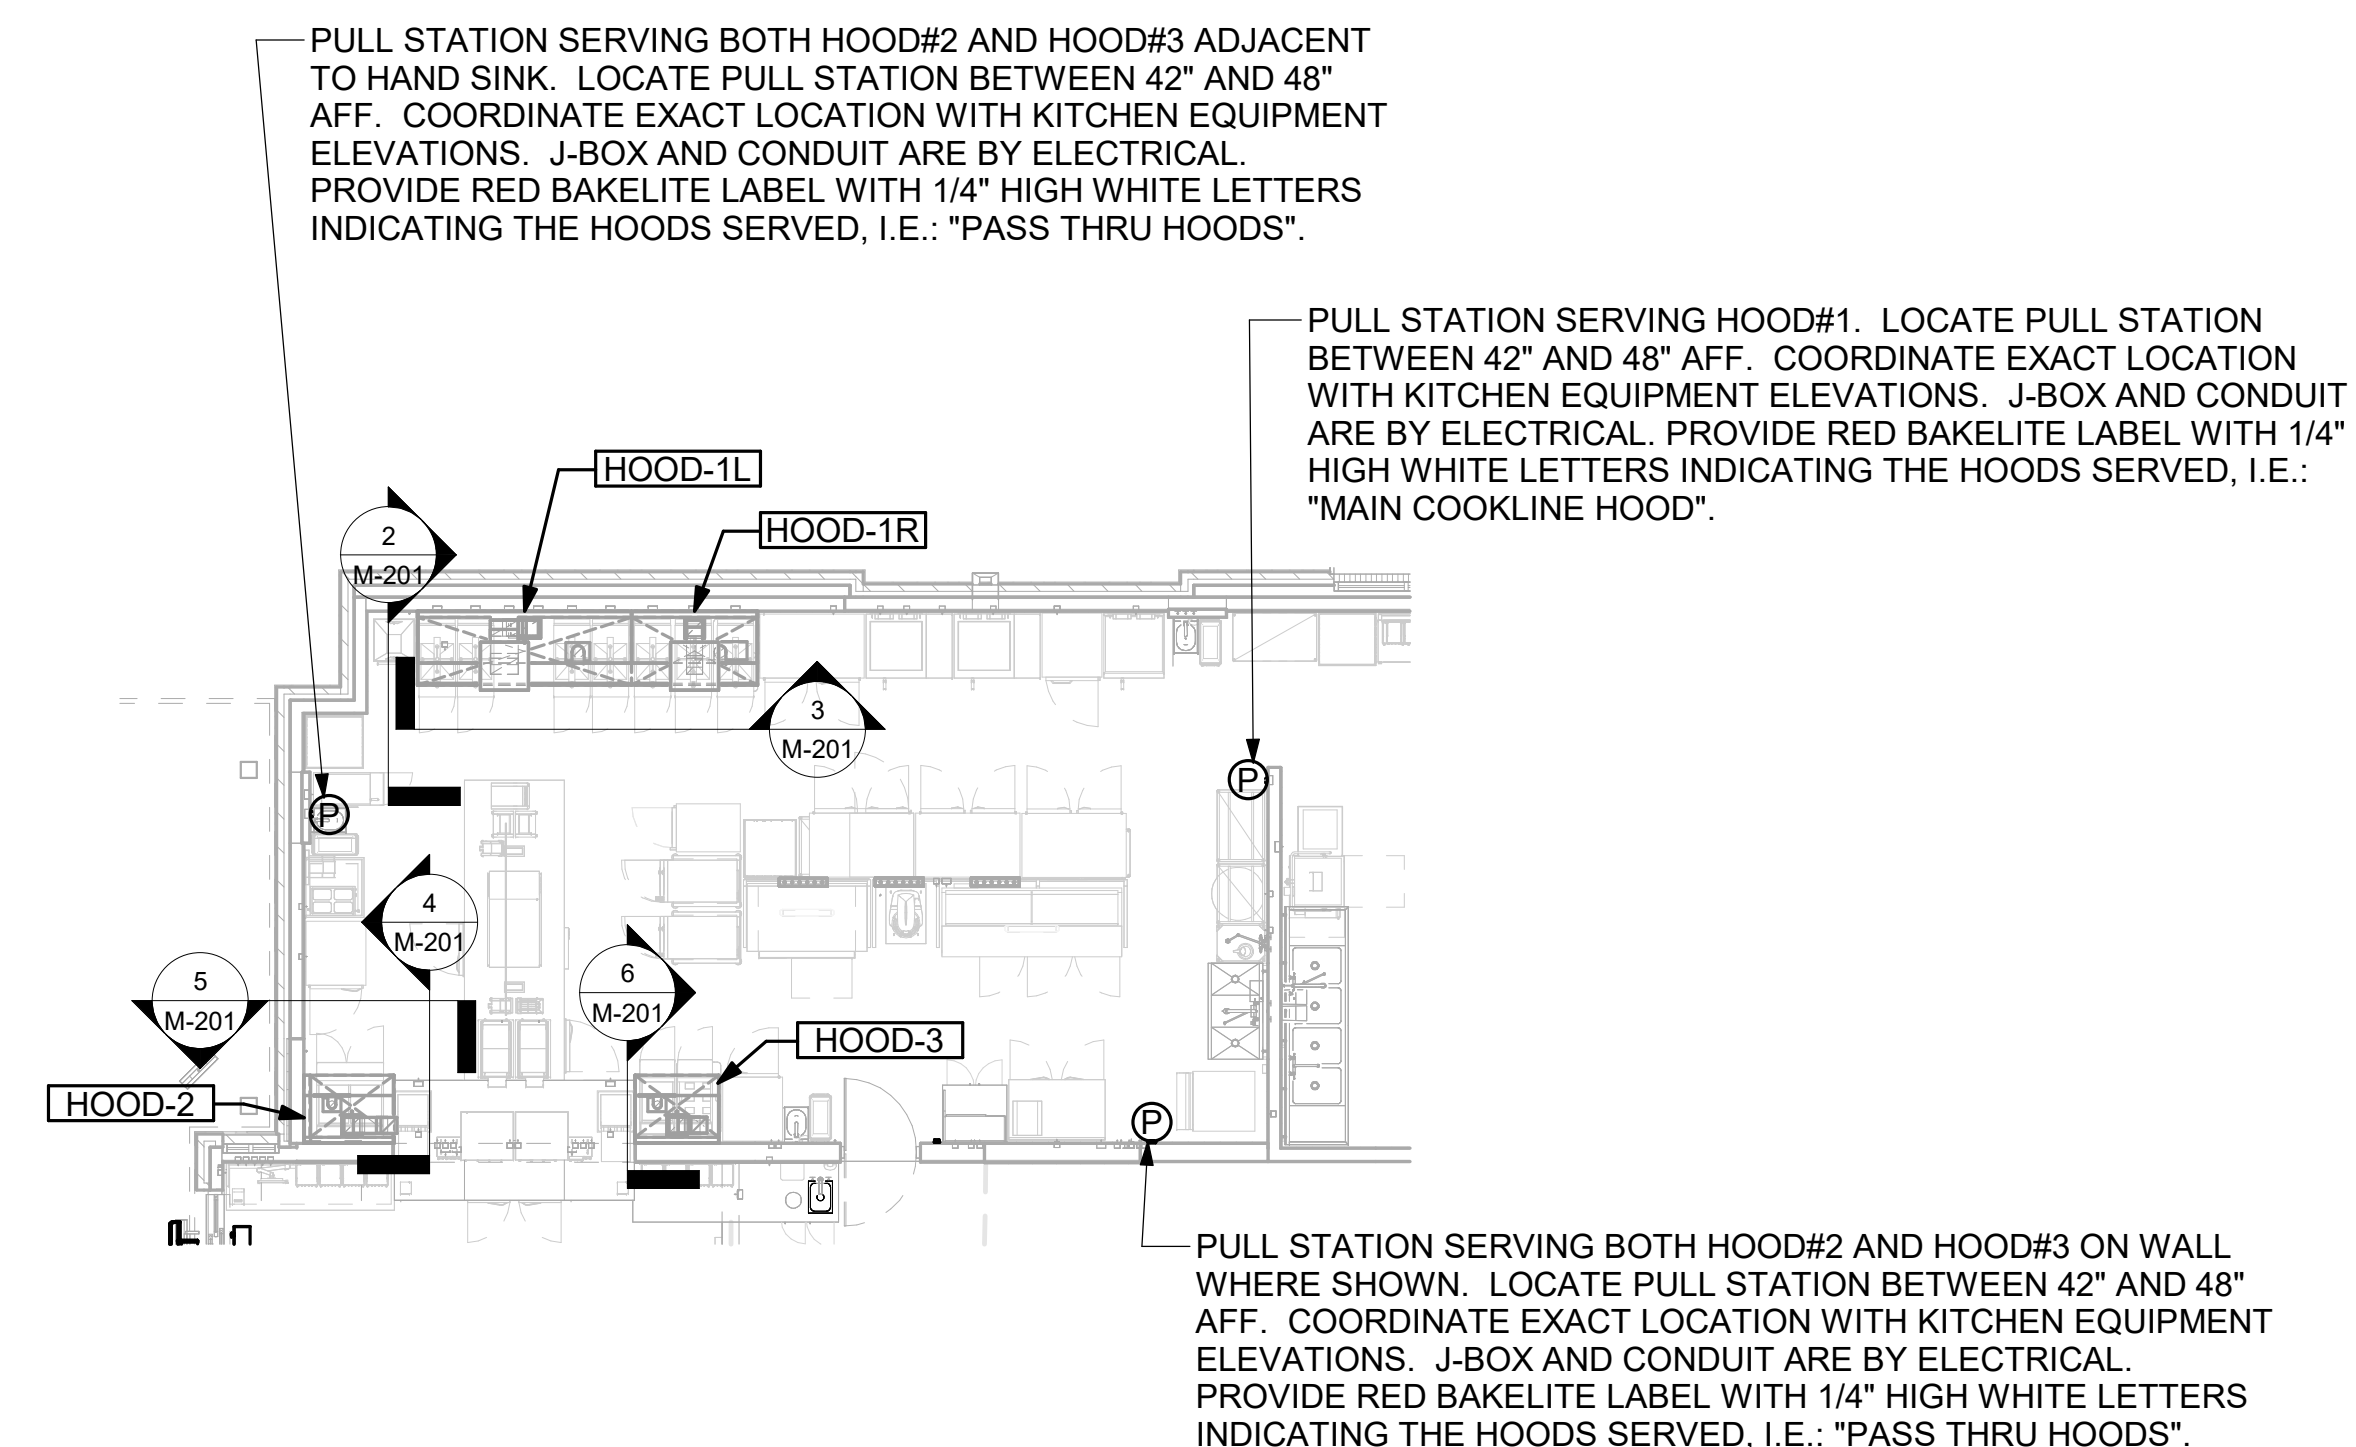 PULL STATION SERVING BOTH HOOD#2 AND HOOD#3 ADJACENT
TO HAND SINK.  LOCATE PULL STATION BETWEEN 42" AND 48"
AFF.  COORDINATE EXACT LOCATION WITH KITCHEN EQUIPMENT
ELEVATIONS.  J-BOX AND CONDUIT ARE BY ELECTRICAL.
PROVIDE RED BAKELITE LABEL WITH 1/4" HIGH WHITE LETTERS
INDICATING THE HOODS SERVED, I.E.: "PASS THRU HOODS".
PULL STATION SERVING HOOD#1.  LOCATE PULL STATION
BETWEEN 42" AND 48" AFF.  COORDINATE EXACT LOCATION
WITH KITCHEN EQUIPMENT ELEVATIONS.  J-BOX AND CONDUIT
ARE BY ELECTRICAL. PROVIDE RED BAKELITE LABEL WITH 1/4"
HIGH WHITE LETTERS INDICATING THE HOODS SERVED, I.E.:
"MAIN COOKLINE HOOD".
HOOD-1L
HOOD-1R
2
M-201
3
M-201
P
P
4
M-201
5
M-201
6
M-201
HOOD-3
HOOD-2
P
PULL STATION SERVING BOTH HOOD#2 AND HOOD#3 ON WALL
WHERE SHOWN.  LOCATE PULL STATION BETWEEN 42" AND 48"
AFF.  COORDINATE EXACT LOCATION WITH KITCHEN EQUIPMENT
ELEVATIONS.  J-BOX AND CONDUIT ARE BY ELECTRICAL.
PROVIDE RED BAKELITE LABEL WITH 1/4" HIGH WHITE LETTERS
INDICATING THE HOODS SERVED, I.E.: "PASS THRU HOODS".